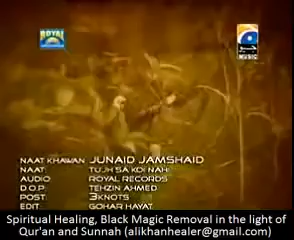 ROYAL
GEO
NAAT KHAWAN JUNAID JAMSHAID
NAAT: TUJH SA KOI NAHI
AUDIO ROYAL RECORDS
D.O.P: TEHZIN AHMED
POST: 3KNOTS
EDIT: GOHAR HAYAT
Spiritual Healing, Black Magic Removal in the light of
Qur'an and Sunnah (alikhanhealer@gmail.com)